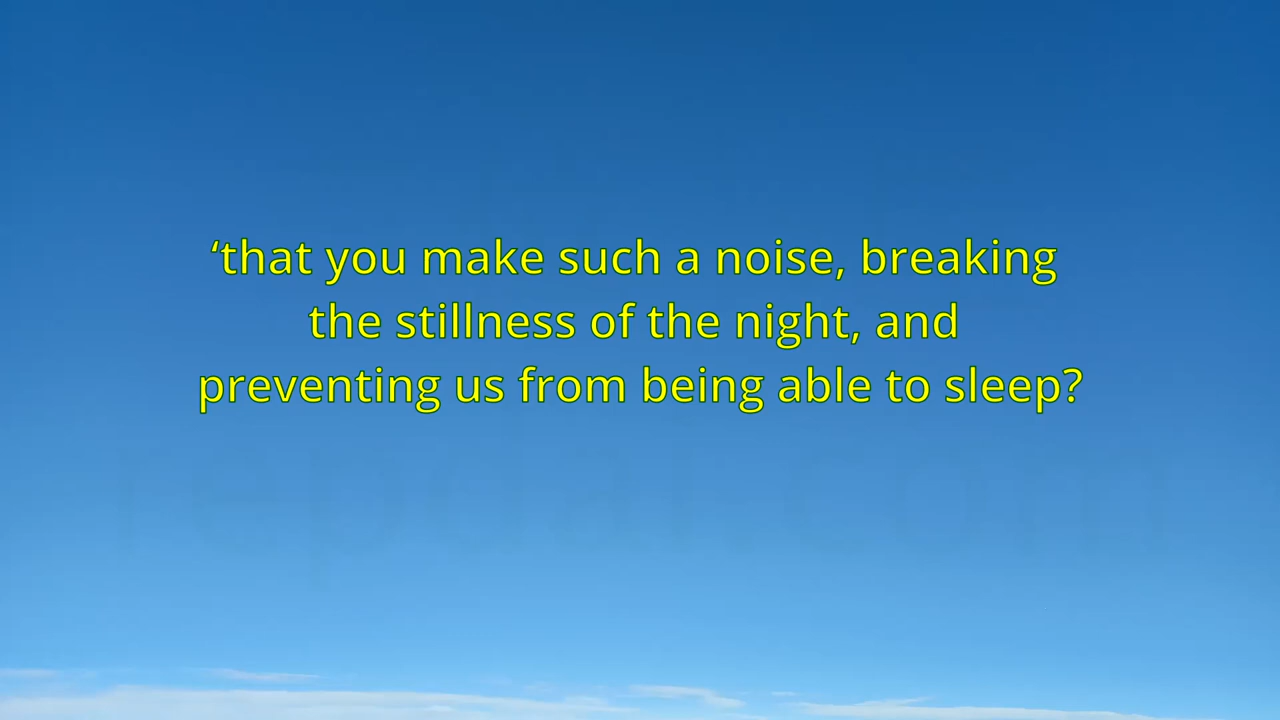 ‘that you make such a noise, breaking
the stillness of the night, and
preventing us from being able to sleep?